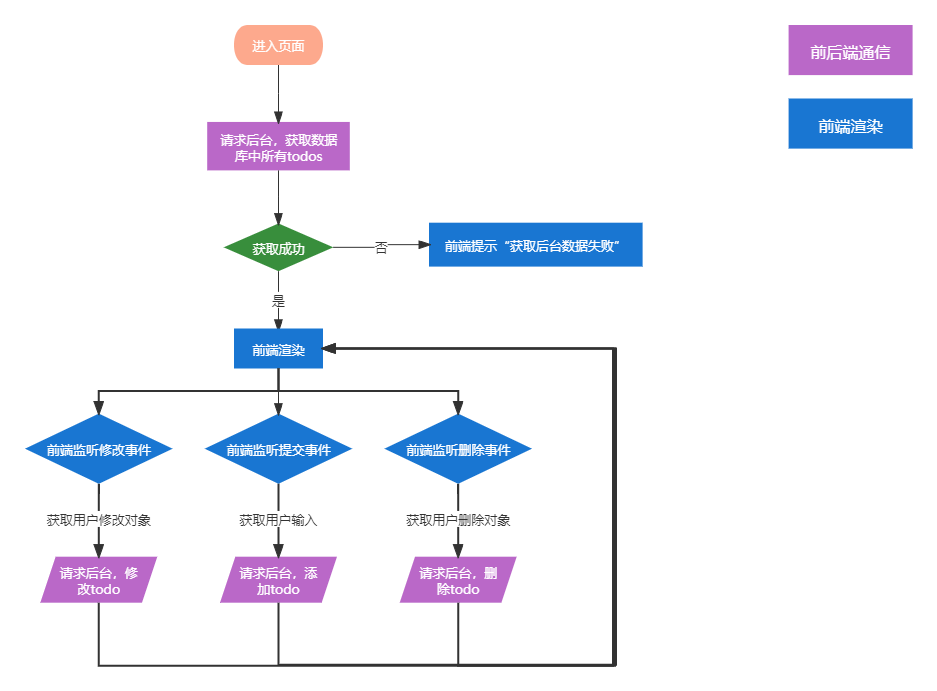 进入页面
前后端通信
前端渲染
请求后台，获取数据
库中所有todos
获取成功
否
前端提示“获取后台数据失败”
是
前端渲染
前端监听修改事件
前端监听提交事件
前端监听删除事件
获取用户修改对象
获取用户输入
获取用户删除对象
请求后台，修
改todo
请求后台，添
加todo
请求后台，删
除todo